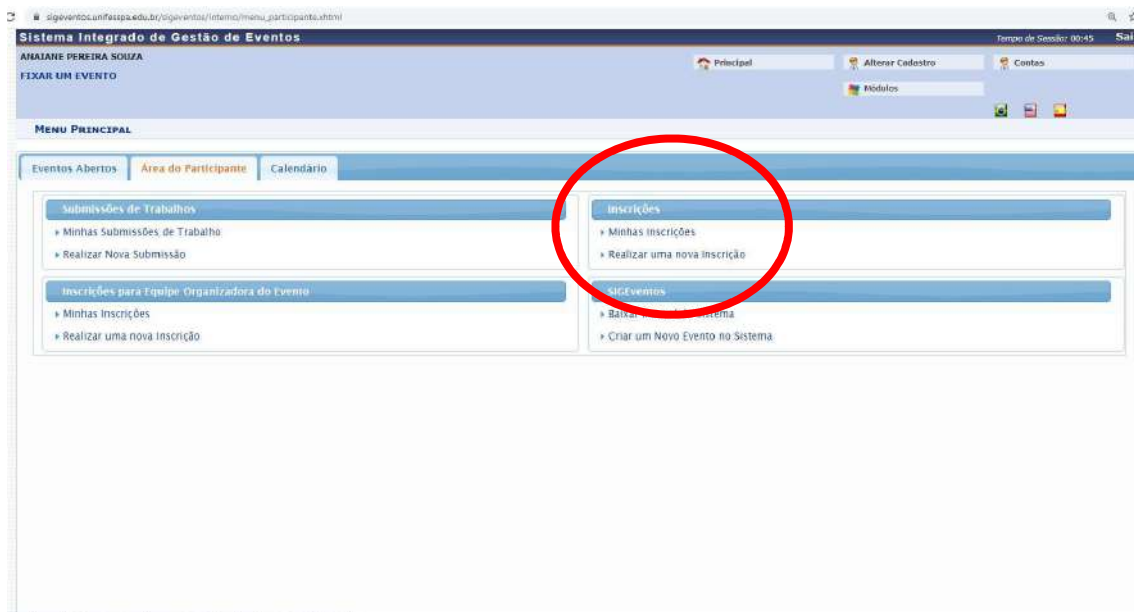 sigeventos.unifesspa.edu.br/sigeventos/interno/menu_participante.xhtml
Sistema Integrado de Gestão de Eventos
Tempo de Sessão: 00:45 Sai
ANAIANE PEREIRA SOUZA
FIXAR UM EVENTO
Principal
Alterar Cadastro
Contas
Módulos
MENU PRINCIPAL
Eventos Abertos
Área do Participante
Calendário
Submissões de Trabalhos
Minhas Submissões de Trabalho
Realizar Nova Submissão
Inscrições
Minhas Inscrições
Realizar uma nova Inscrição
Inscrições para Equipe Organizadora do Evento
Minhas Inscrições
Realizar uma nova Inscrição
SIGEventos
Baixar
Criar um Novo Evento no Sistema